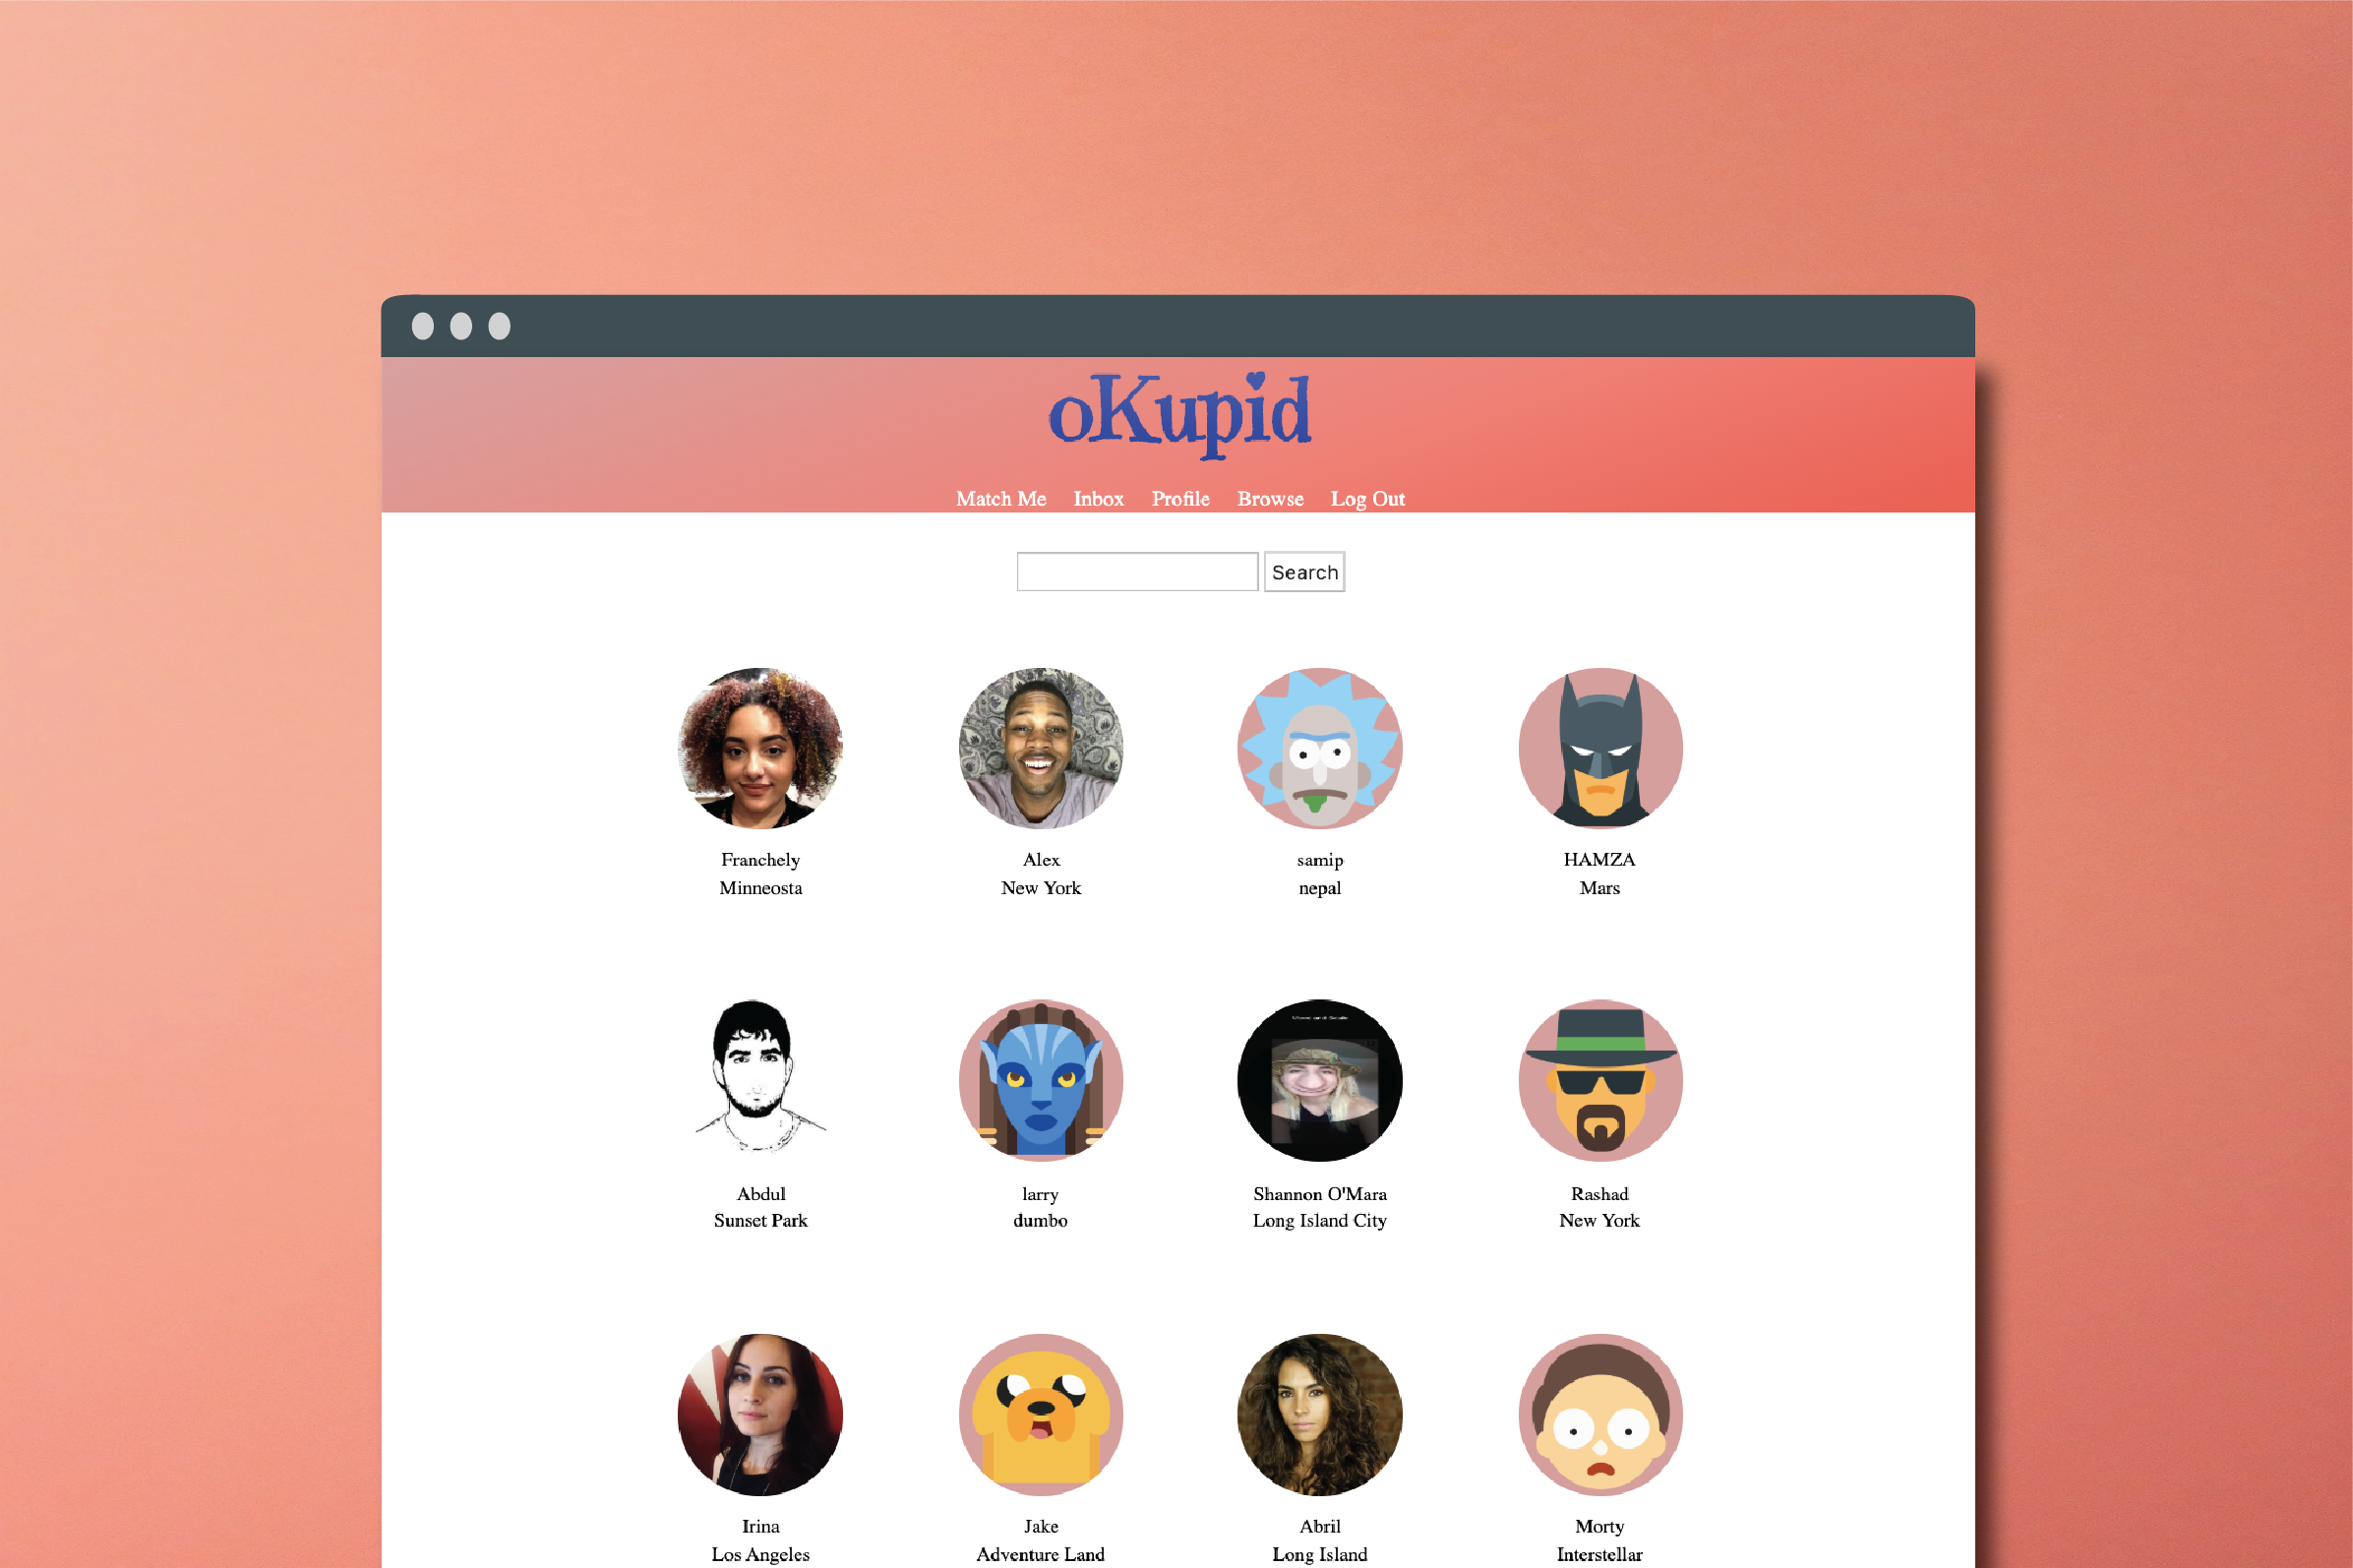 oKupid
Match Me Inbox Profile Browse Log Out
Search
Franchely Alex samip HAMZA
Minneosta New York nepal Mars
Abdul larry Shannon O'Mara Rashad
Sunset Park dumbo Long Island City New York
Irina Jake Abril Morty
Los Angeles Adventure Land Long Island Interstellar